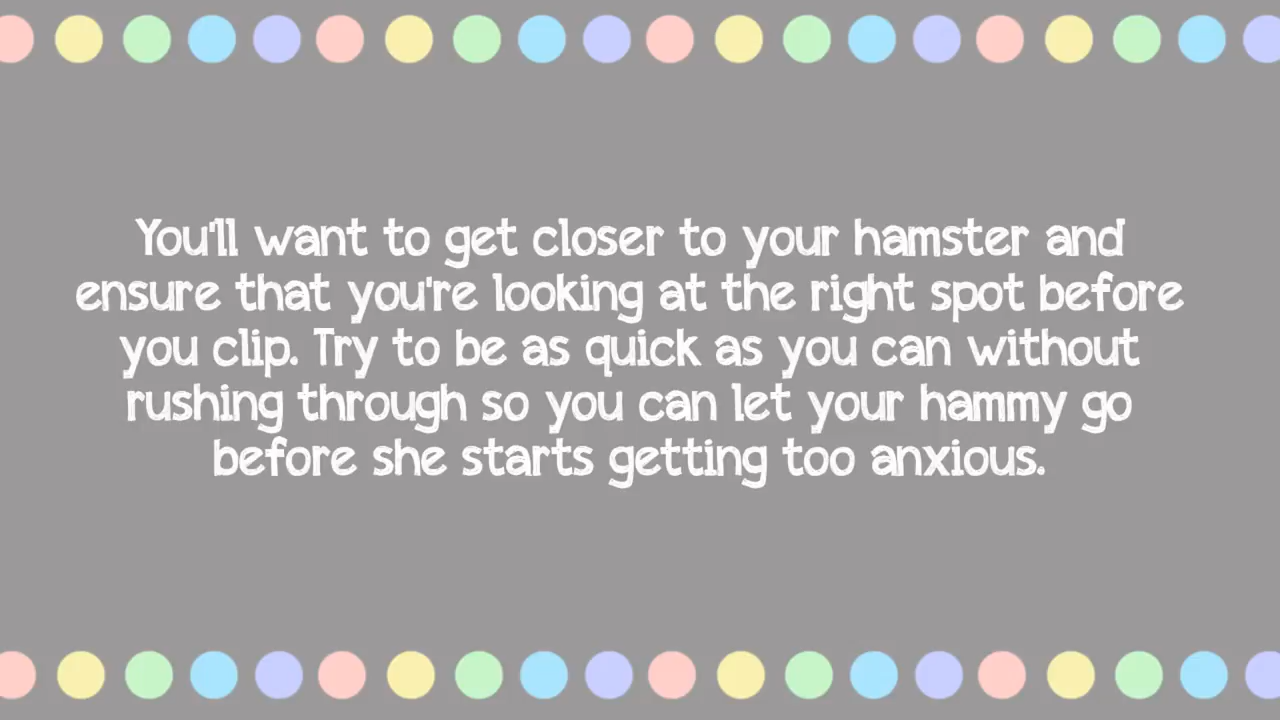 You'll want to get closer to your hamster and
ensure that you're looking at the right spot before
you clip. Try to be as quick as you can without
rushing through so you can let your hammy go
before she starts getting too anxious.